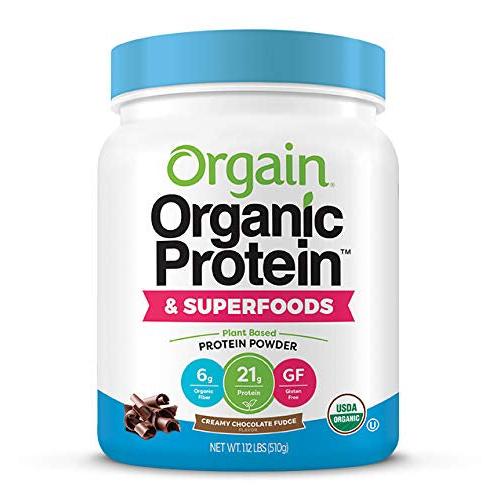 Orgain®
Organic
Protein™
& SUPERFOODS
Plant Based
PROTEIN POWDER
6g
Organic
Fiber
21g
Protein
GF
Gluten
Free
CREAMY CHOCOLATE FUDGE
FLAVOR
USDA
ORGANIC
U
NET WT. 1.12 LBS (510g)